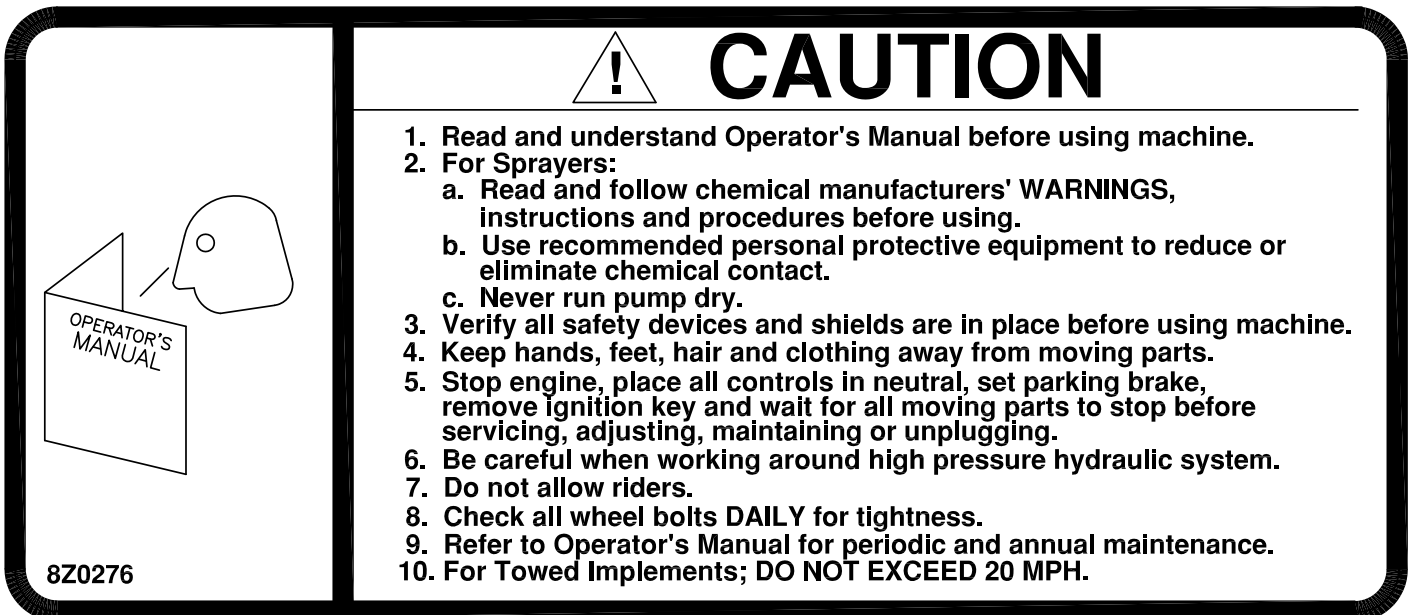 OPERATOR'S
MANUAL
8Z0276
! CAUTION
1. Read and understand Operator's Manual before using machine.
2. For Sprayers:
a. Read and follow chemical manufacturers' WARNINGS,
instructions and procedures before using.
b. Use recommended personal protective equipment to reduce or
eliminate chemical contact.
c. Never run pump dry.
3. Verify all safety devices and shields are in place before using machine.
4. Keep hands, feet, hair and clothing away from moving parts.
5. Stop engine, place all controls in neutral, set parking brake,
remove ignition key and wait for all moving parts to stop before
servicing, adjusting, maintaining or unplugging.
6. Be careful when working around high pressure hydraulic system.
7. Do not allow riders.
8. Check all wheel bolts DAILY for tightness.
9. Refer to Operator's Manual for periodic and annual maintenance.
10. For Towed Implements; DO NOT EXCEED 20 MPH.